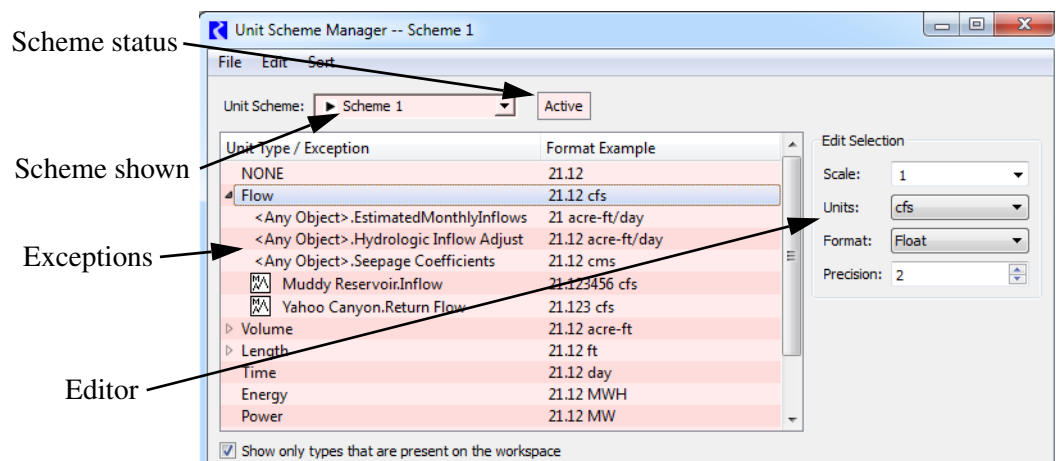 Scheme status
Unit Scheme Manager -- Scheme 1
File Edit Sort
Unit Scheme: Scheme 1 Active
Scheme shown
Unit Type / Exception Format Example
NONE 21.12
Flow 21.12 cfs
<Any Object>.EstimatedMonthlyInflows 21 acre-ft/day
<Any Object>.Hydrologic Inflow Adjust 21.12 acre-ft/day
<Any Object>.Seepage Coefficients 21.12 cms
Exceptions
Muddy Reservoir.Inflow 21.123456 cfs
Yahoo Canyon.Return Flow 21.123 cfs
Volume 21.12 acre-ft
Length 21.12 ft
Time 21.12 day
Editor
Energy 21.12 MWH
Power 21.12 MW
Show only types that are present on the workspace
Edit Selection
Scale: 1
Units: cfs
Format: Float
Precision: 2